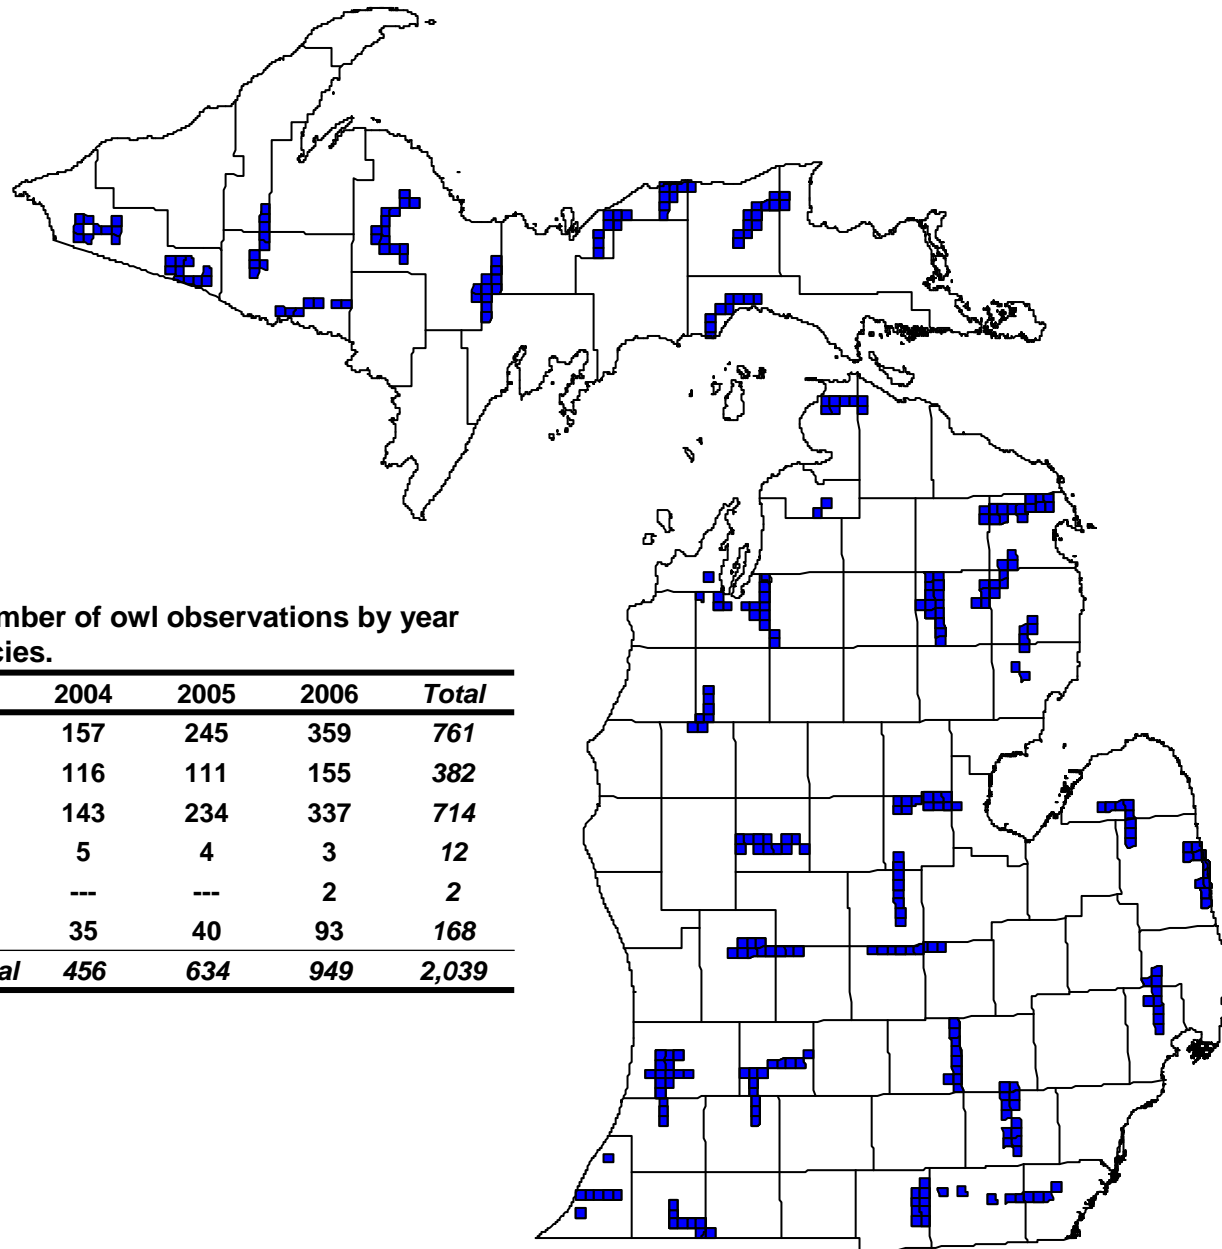 mber of owl observations by year
cies.
2004 2005 2006 Total
157 245 359 761
116 111 155 382
143 234 337 714
5 4 3 12
--- --- 2 2
35 40 93 168
al 456 634 949 2,039